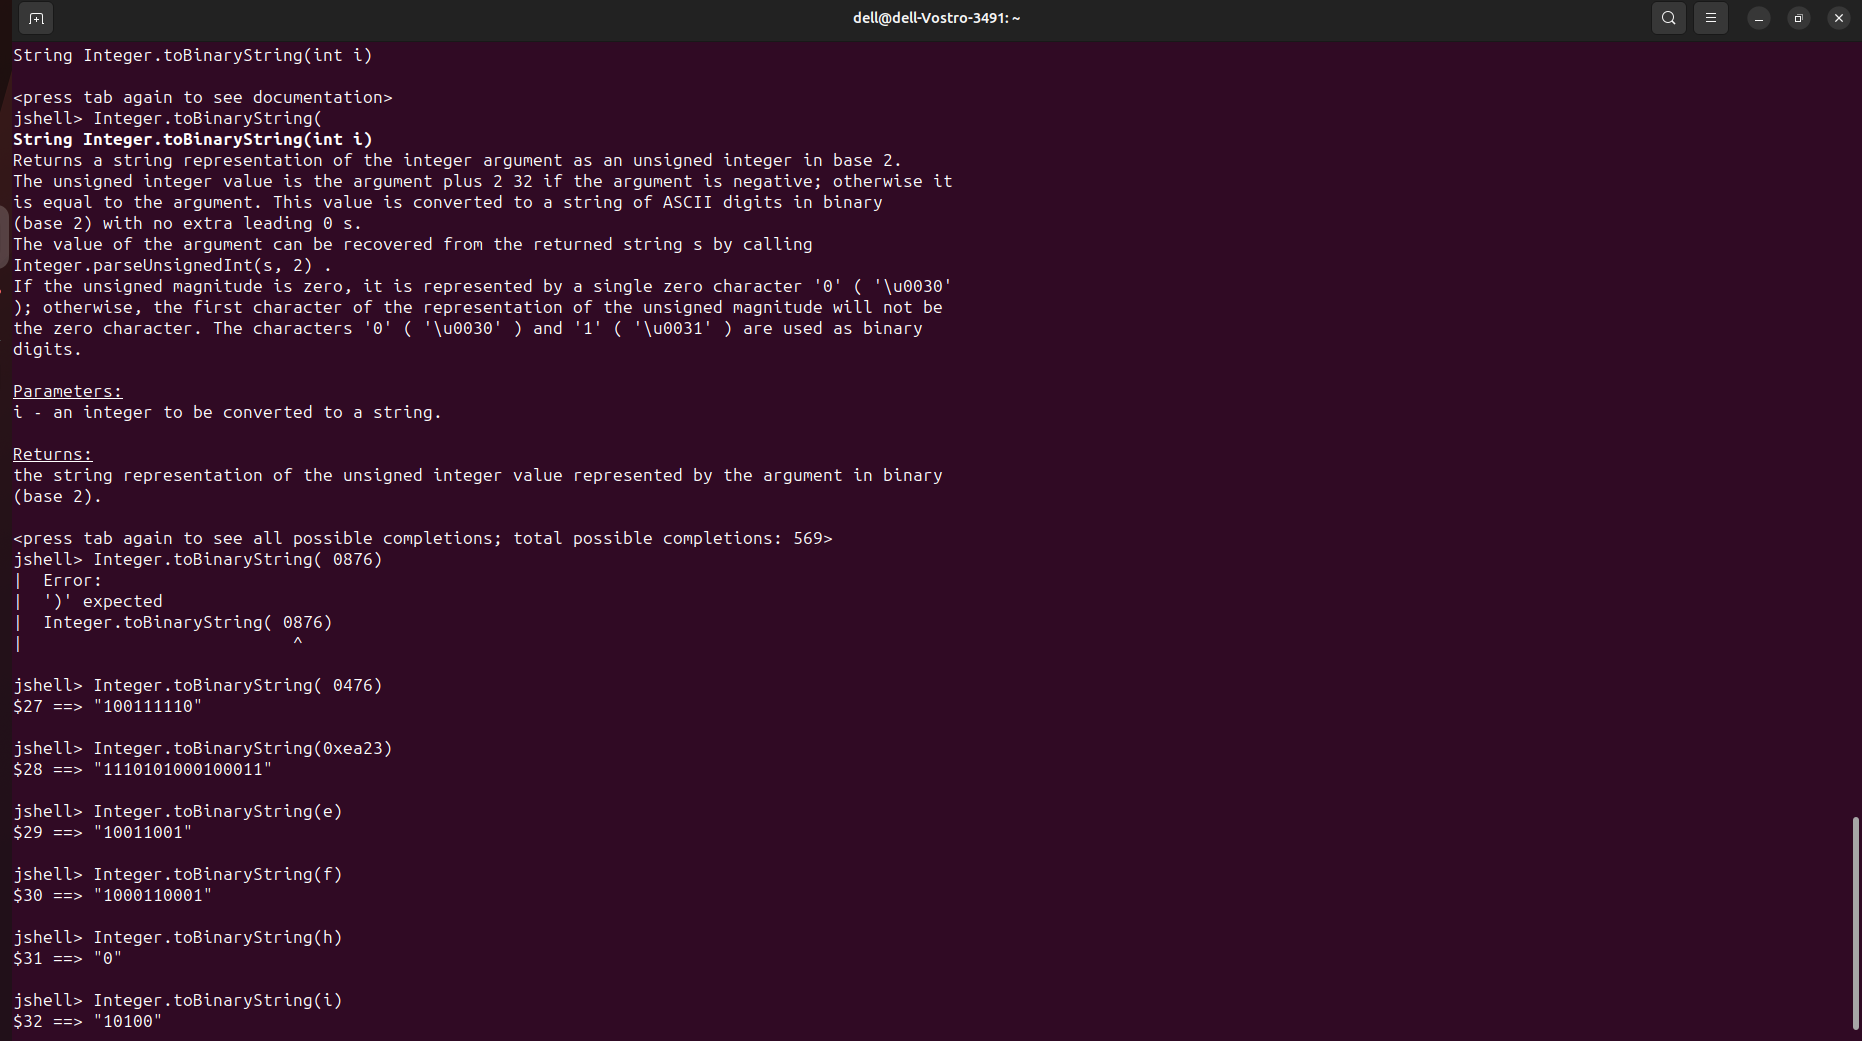 dell@dell-Vostro-3491: ~
String Integer.toBinaryString(int i)
<press tab again to see documentation>
jshell> Integer.toBinaryString(
String Integer.toBinaryString(int i)
Returns a string representation of the integer argument as an unsigned integer in base 2.
The unsigned integer value is the argument plus 2 32 if the argument is negative; otherwise it
is equal to the argument. This value is converted to a string of ASCII digits in binary
(base 2) with no extra leading 0 s.
The value of the argument can be recovered from the returned string s by calling
Integer.parseUnsignedInt(s, 2) .
If the unsigned magnitude is zero, it is represented by a single zero character '0' ( '\u0030'
); otherwise, the first character of the representation of the unsigned magnitude will not be
the zero character. The characters '0' ( '\u0030' ) and '1' ( '\u0031' ) are used as binary
digits.
Parameters:
i - an integer to be converted to a string.
Returns:
the string representation of the unsigned integer value represented by the argument in binary
(base 2).
<press tab again to see all possible completions; total possible completions: 569>
jshell> Integer.toBinaryString( 0876)
|  Error:
|  ')' expected
|  Integer.toBinaryString( 0876)
|                           ^
jshell> Integer.toBinaryString( 0476)
$27 ==> "100111110"
jshell> Integer.toBinaryString(0xea23)
$28 ==> "1110101000100011"
jshell> Integer.toBinaryString(e)
$29 ==> "10011001"
jshell> Integer.toBinaryString(f)
$30 ==> "1000110001"
jshell> Integer.toBinaryString(h)
$31 ==> "0"
jshell> Integer.toBinaryString(i)
$32 ==> "10100"